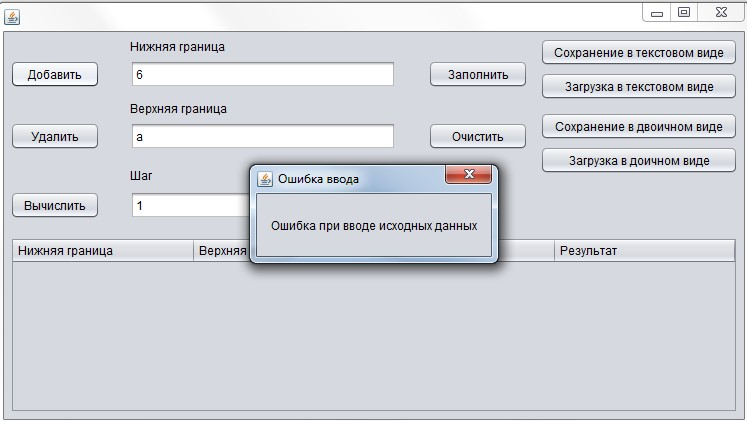 Нижняя граница
Добавить
6
Заполнить
Сохранение в текстовом виде
Загрузка в текстовом виде
Верхняя граница
Удалить
а
Очистить
Сохранение в двоичном виде
Загрузка в доичном виде
Шаг
Вычислить
1
Ошибка ввода
Ошибка при вводе исходных данных
Нижняя граница
Верхняя
Результат